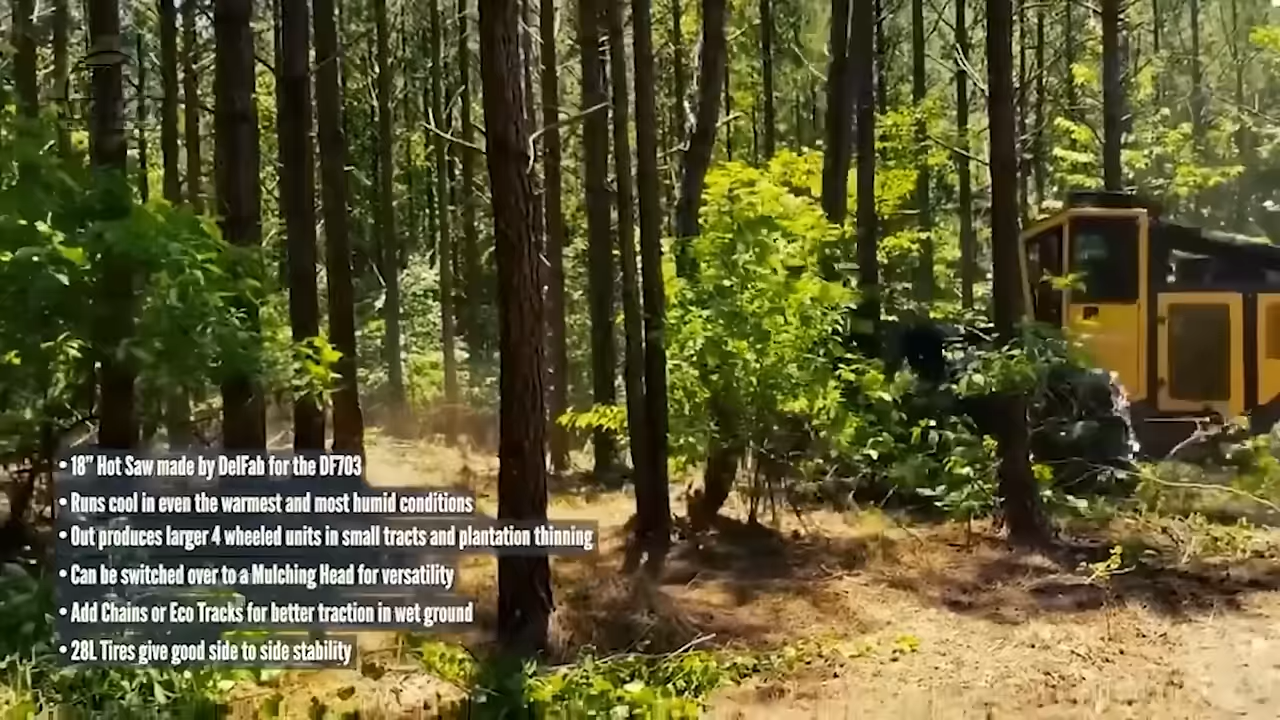 • 18” Hot Saw made by DelFab for the DF703
• Runs cool in even the warmest and most humid conditions
• Out produces larger 4 wheeled units in small tracts and plantation thinning
• Can be switched over to a Mulching Head for versatility
• Add Chains or Eco Tracks for better traction in wet ground
• 28L Tires give good side to side stability